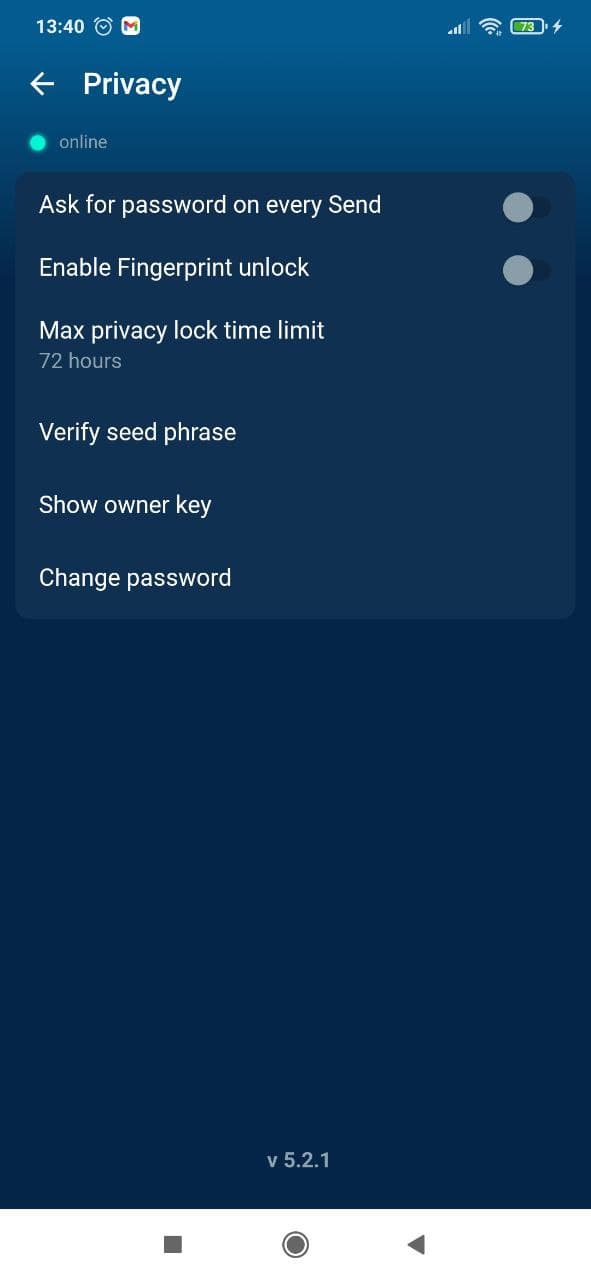 13:40
73
Privacy
online
Ask for password on every Send
Enable Fingerprint unlock
Max privacy lock time limit
72 hours
Verify seed phrase
Show owner key
Change password
v 5.2.1